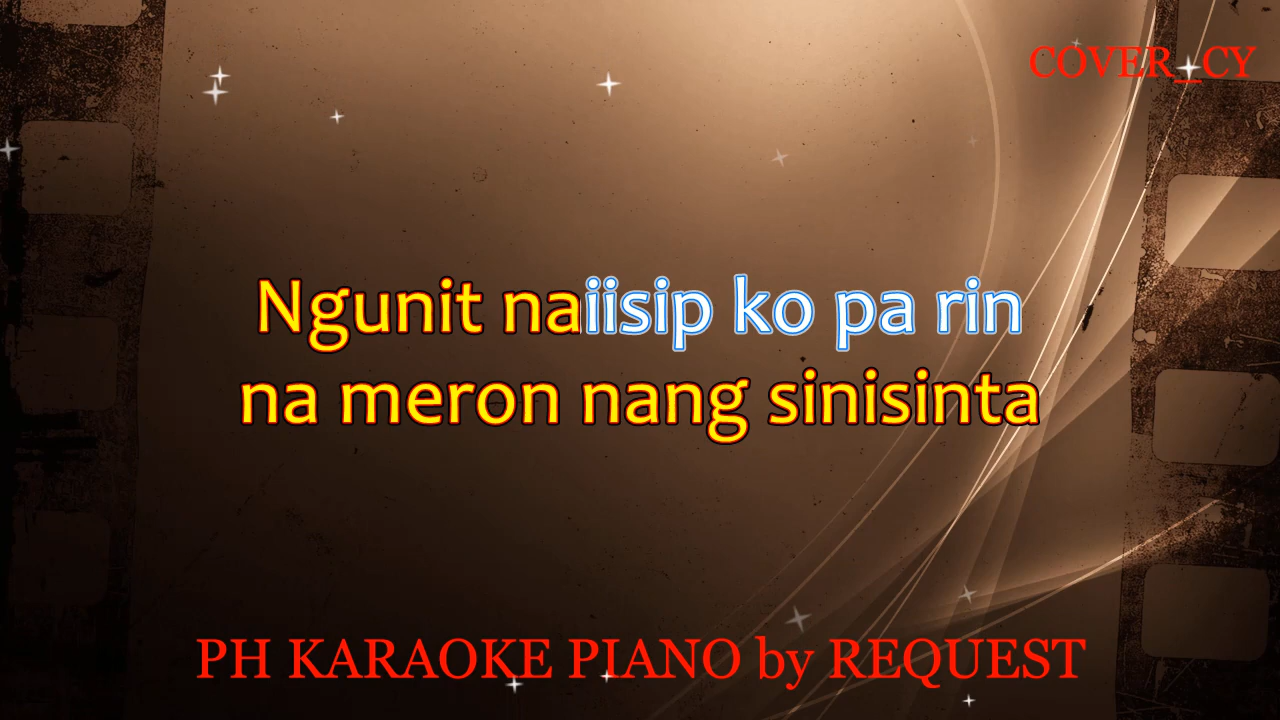 COVER_CY
Ngunit naiisip ko pa rin
na meron nang sinisinta
PH KARAOKE PIANO by REQUEST